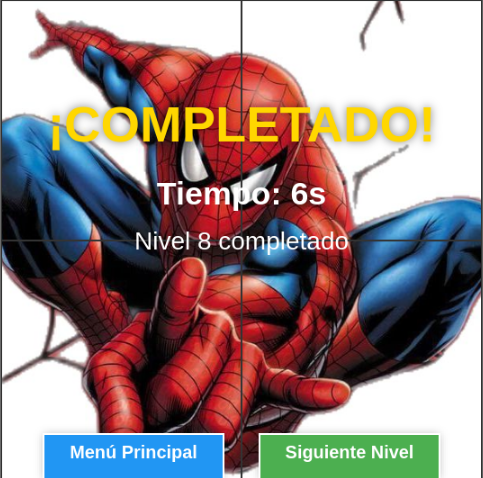 ¡COMPLETADO!
Tiempo: 6s
Nivel 8 completado
Menú Principal
Siguiente Nivel